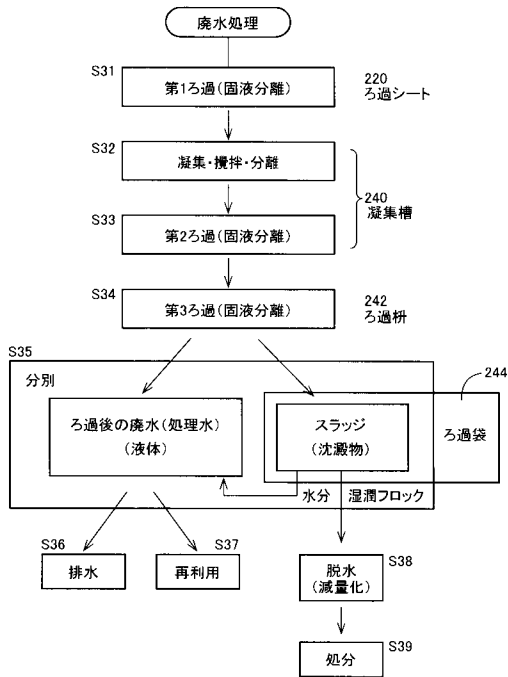 廃水処理
S31
第1ろ過(固液分離)
220
ろ過シート
S32
凝集・攪拌・分離
240
凝集槽
S33
第2ろ過(固液分離)
S34
第3ろ過(固液分離)
242
ろ過枡
S35
分別
244
ろ過後の廃水(処理水)
(液体)
スラッジ
(沈澱物)
ろ過袋
水分
湿潤フロック
S36
排水
S37
再利用
S38
脱水
(減量化)
S39
処分